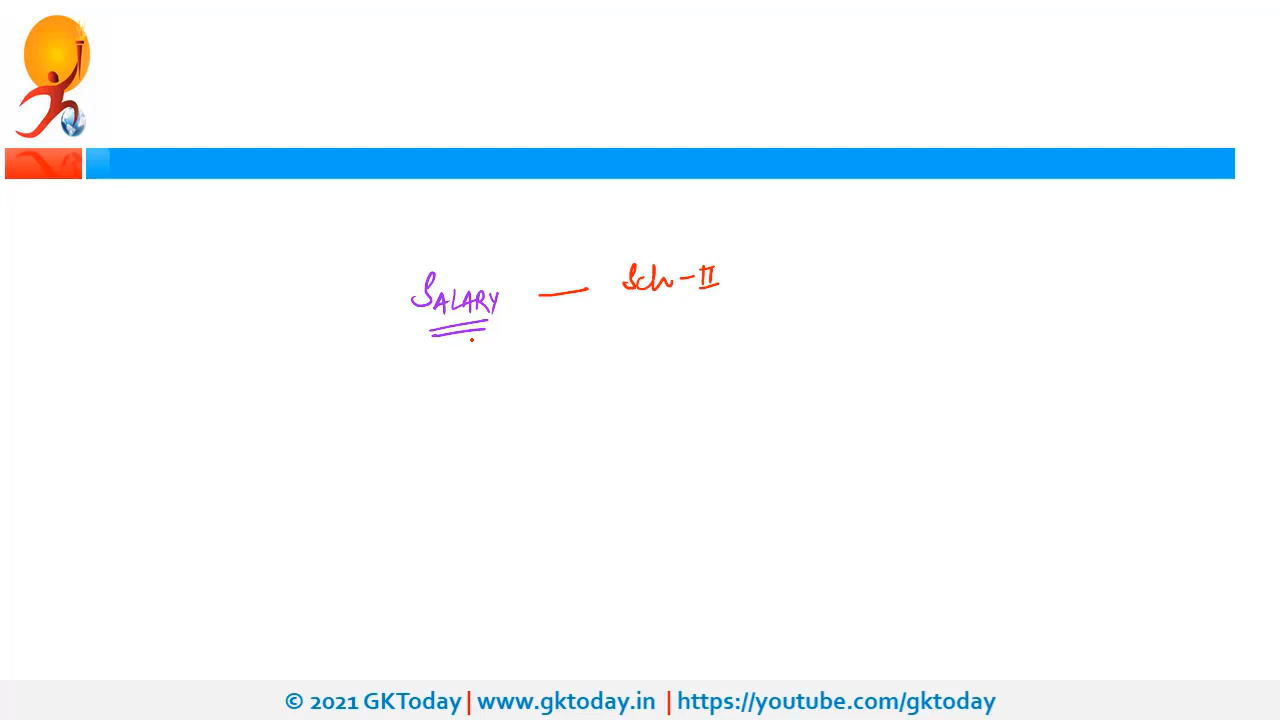 SALARY — Sch-II
© 2021 GKToday | www.gktoday.in | https://youtube.com/gktoday